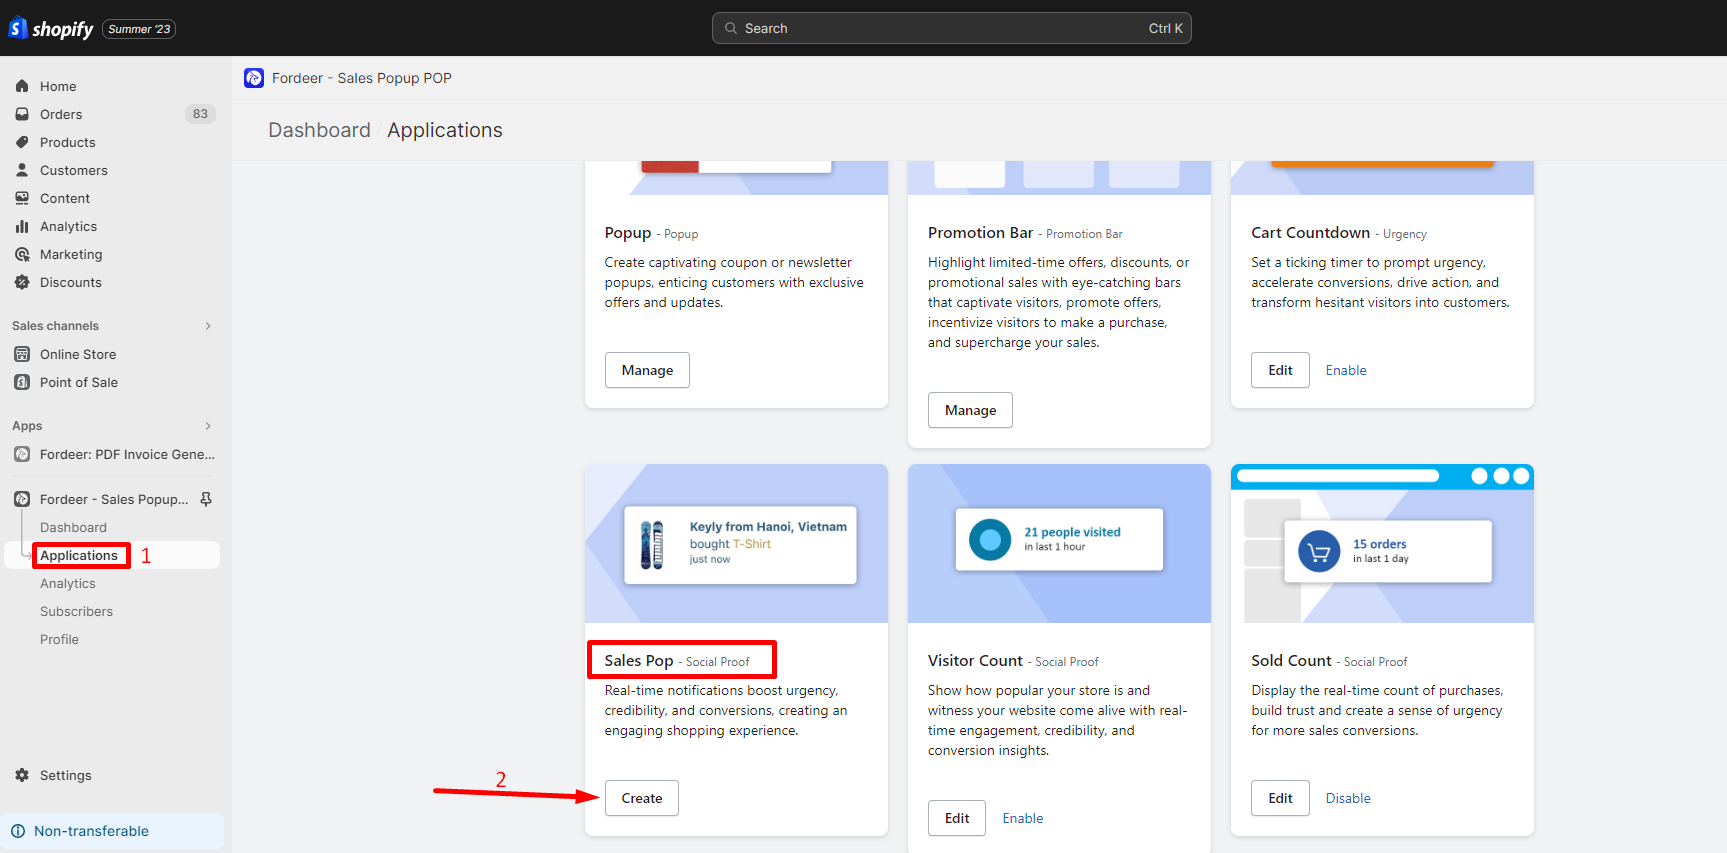 shopify Summer '23
Search Ctrl K
Home
Orders 83
Products
Customers
Content
Analytics
Marketing
Discounts
Sales channels
Online Store
Point of Sale
Apps
Fordeer: PDF Invoice Gene...
Fordeer - Sales Popup...
Dashboard
Applications 1
Analytics
Subscribers
Profile
Settings
Non-transferable
Fordeer - Sales Popup POP
Dashboard / Applications
Popup - Popup
Create captivating coupon or newsletter
popups, enticing customers with exclusive
offers and updates.
Manage
Promotion Bar - Promotion Bar
Highlight limited-time offers, discounts, or
promotional sales with eye-catching bars
that captivate visitors, promote offers,
incentivize visitors to make a purchase,
and supercharge your sales.
Manage
Cart Countdown - Urgency
Set a ticking timer to prompt urgency,
accelerate conversions, drive action, and
transform hesitant visitors into customers.
Edit Enable
Keyly from Hanoi, Vietnam
bought T-Shirt
just now
Sales Pop - Social Proof
Real-time notifications boost urgency,
credibility, and conversions, creating an
engaging shopping experience.
2
Create
21 people visited
in last 1 hour
Visitor Count - Social Proof
Show how popular your store is and
witness your website come alive with real-
time engagement, credibility, and
conversion insights.
Edit Enable
15 orders
in last 1 day
Sold Count - Social Proof
Display the real-time count of purchases,
build trust and create a sense of urgency
for more sales conversions.
Edit Disable